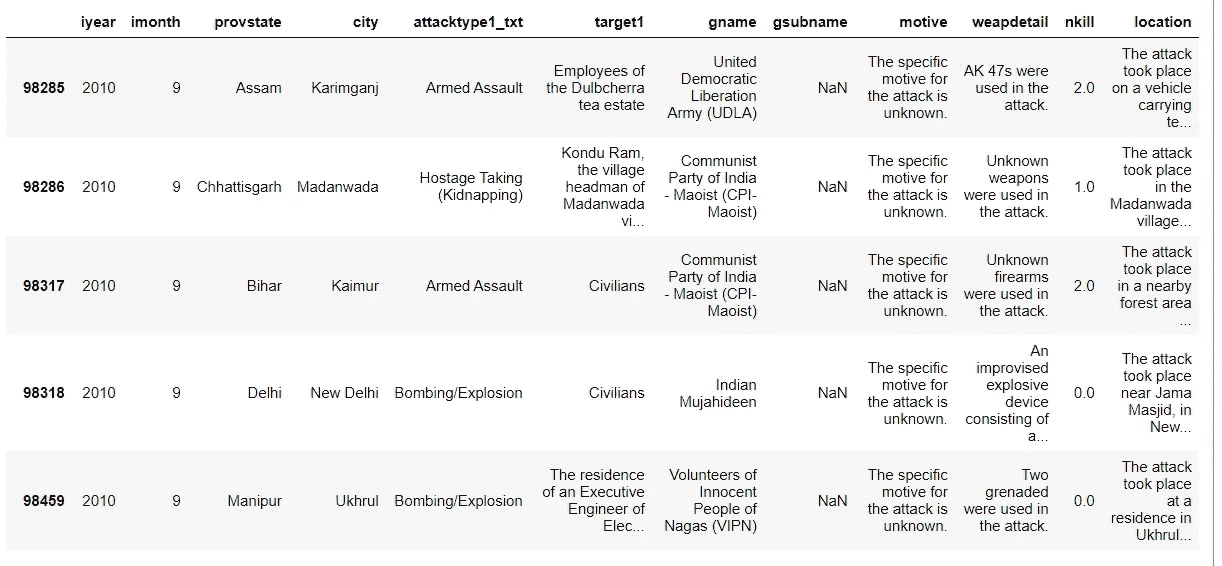 iyear imonth provstate city attacktype1_txt target1 gname gsubname motive weapdetail nkill location
98285 2010 9 Assam Karimganj Armed Assault Employees of the Dulbcherra tea estate United Democratic Liberation Army (UDLA) NaN The specific motive for the attack is unknown. AK 47s were used in the attack. 2.0 The attack took place on a vehicle carrying te...
98286 2010 9 Chhattisgarh Madanwada Hostage Taking (Kidnapping) Kondu Ram, the village headman of Madanwada vi... Communist Party of India - Maoist (CPI-Maoist) NaN The specific motive for the attack is unknown. Unknown weapons were used in the attack. 1.0 The attack took place in the Madanwada village...
98317 2010 9 Bihar Kaimur Armed Assault Civilians Communist Party of India - Maoist (CPI-Maoist) NaN The specific motive for the attack is unknown. Unknown firearms were used in the attack. 2.0 The attack took place in a nearby forest area ...
98318 2010 9 Delhi New Delhi Bombing/Explosion Civilians Indian Mujahideen NaN The specific motive for the attack is unknown. An improvised explosive device consisting of a... 0.0 The attack took place near Jama Masjid, in New...
98459 2010 9 Manipur Ukhrul Bombing/Explosion The residence of an Executive Engineer of Elec... Volunteers of Innocent People of Nagas (VIPN) NaN The specific motive for the attack is unknown. Two grenaded were used in the attack. 0.0 The attack took place at a residence in Ukhrul...